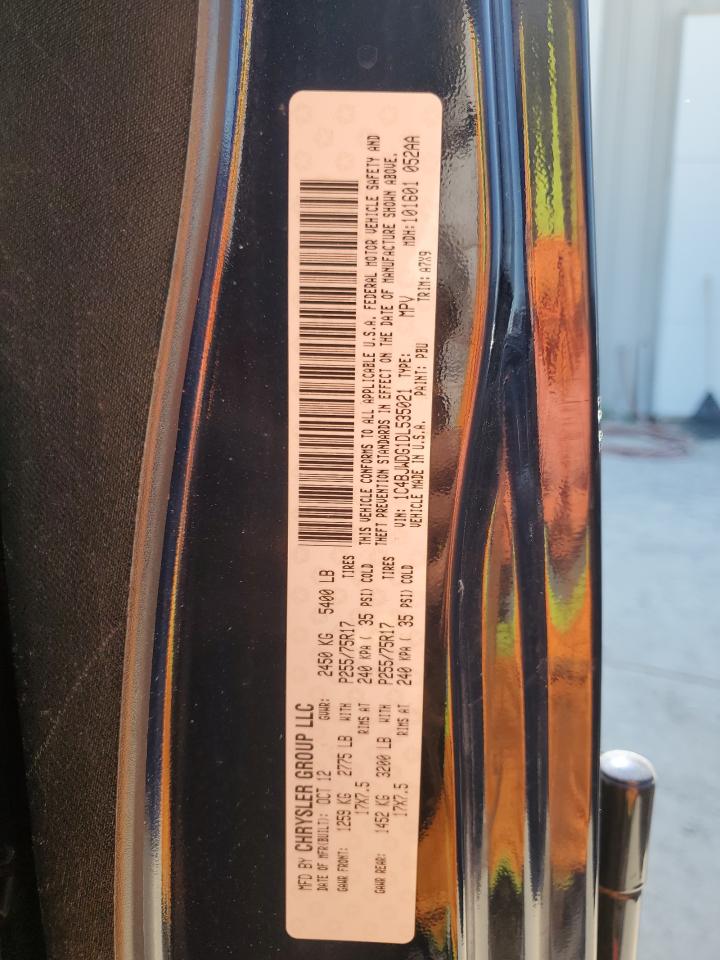 MFD BY CHRYSLER GROUP LLC
DATE OF MFR(BUILT): OCT 12 GVWR: 2450 KG 5400 LB
GAWR FRONT: 1259 KG 2775 LB WITH P255/75R17 TIRES
17X7.5 RIMS AT 240 KPA ( 35 PSI) COLD
GAWR REAR: 1452 KG 3200 LB WITH P255/75R17 TIRES
17X7.5 RIMS AT 240 KPA ( 35 PSI) COLD
THIS VEHICLE CONFORMS TO ALL APPLICABLE U.S.A. FEDERAL MOTOR VEHICLE SAFETY AND
THEFT PREVENTION STANDARDS IN EFFECT ON THE DATE OF MANUFACTURE SHOWN ABOVE.
VIN: 1C4BJWDG1DL535021 TYPE: MPV MDH:101601 052AA
VEHICLE MADE IN U.S.A. PAINT: PBU TRIM: A7X9